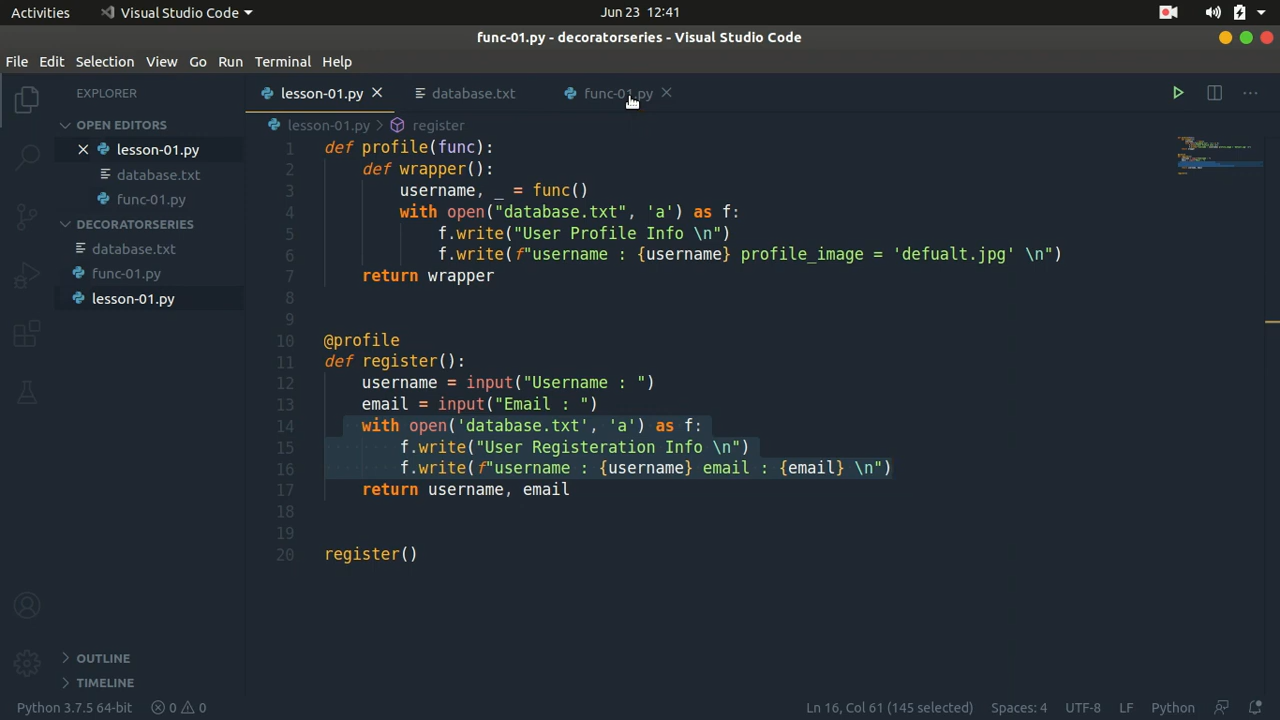 Activities Visual Studio Code Jun 23 12:41
func-01.py - decoratorseries - Visual Studio Code
File Edit Selection View Go Run Terminal Help
EXPLORER
OPEN EDITORS
lesson-01.py
database.txt
func-01.py
DECORATORSERIES
database.txt
func-01.py
lesson-01.py
OUTLINE
TIMELINE
lesson-01.py database.txt func-01.py
lesson-01.py > register
1 def profile(func):
2     def wrapper():
3         username, _ = func()
4         with open("database.txt", 'a') as f:
5             f.write("User Profile Info \n")
6             f.write(f"username : {username} profile_image = 'defualt.jpg' \n")
7     return wrapper
8
9
10 @profile
11 def register():
12     username = input("Username : ")
13     email = input("Email : ")
14     with open('database.txt', 'a') as f:
15         f.write("User Registeration Info \n")
16         f.write(f"username : {username} email : {email} \n")
17     return username, email
18
19
20 register()
Python 3.7.5 64-bit 0 0 Ln 16, Col 61 (145 selected) Spaces: 4 UTF-8 LF Python